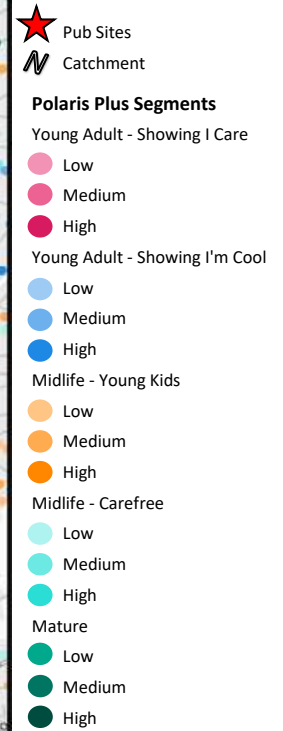 Pub Sites
Catchment
Polaris Plus Segments
Young Adult - Showing I Care
Low
Medium
High
Young Adult - Showing I'm Cool
Low
Medium
High
Midlife - Young Kids
Low
Medium
High
Midlife - Carefree
Low
Medium
High
Mature
Low
Medium
High